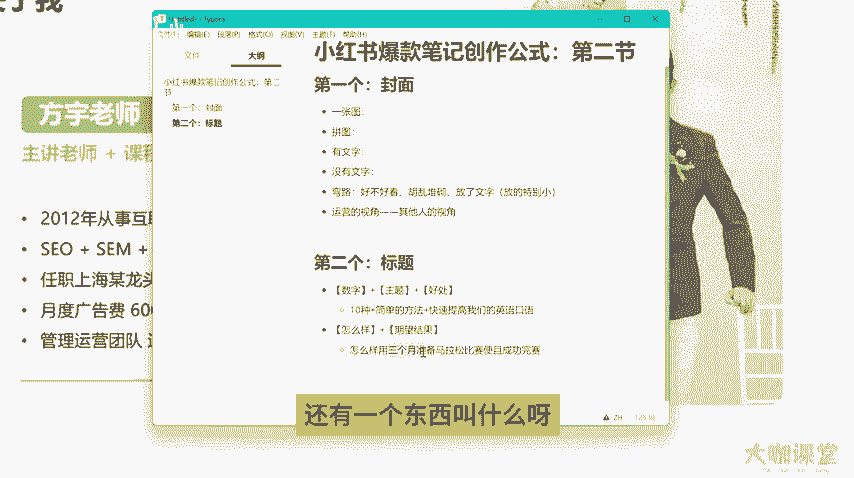 Typora
文件(F) 编辑(E) 段落(P) 格式(O) 视图(V) 主题(T) 帮助(H)
文件 大纲
小红书爆款笔记创作公式：第二节
第一个：封面
第二个：标题
小红书爆款笔记创作公式：第二节
第一个：封面
一张图：
拼图：
有文字：
没有文字：
弯路：好不好看、胡乱堆砌、放了文字（放的特别小）
运营的视角——其他人的视角
第二个：标题
【数字】+【主题】+【好处】
10种+简单的方法+快速提高我们的英语口语
【怎么样】+【期望结果】
怎么样用三个月准备马拉松比赛便且成功完赛
方宇老师
主讲老师 + 课
2012年从事互
SEO + SEM +
任职上海某龙头
月度广告费 60
管理运营团队
还有一个东西叫什么呀
大咖课堂